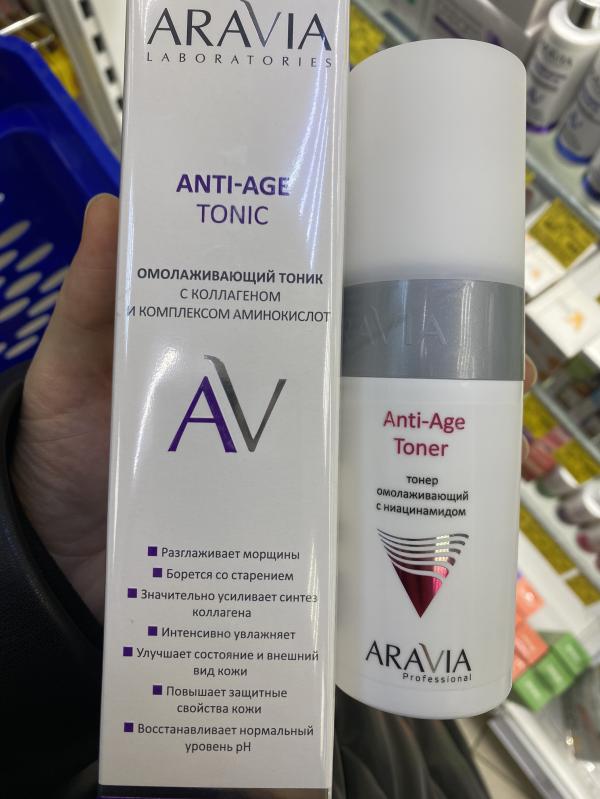 ARAVIA
LABORATORIES
ANTI-AGE
TONIC
ОМОЛАЖИВАЮЩИЙ ТОНИК
С КОЛЛАГЕНОМ
И КОМПЛЕКСОМ АМИНОКИСЛОТ
AV
Разглаживает морщины
Борется со старением
Значительно усиливает синтез
коллагена
Интенсивно увлажняет
Улучшает состояние и внешний
вид кожи
Повышает защитные
свойства кожи
Восстанавливает нормальный
уровень pH
ARAVIA
Anti-Age
Toner
тонер
омолаживающий
с ниацинамидом
ARAVIA
Professional